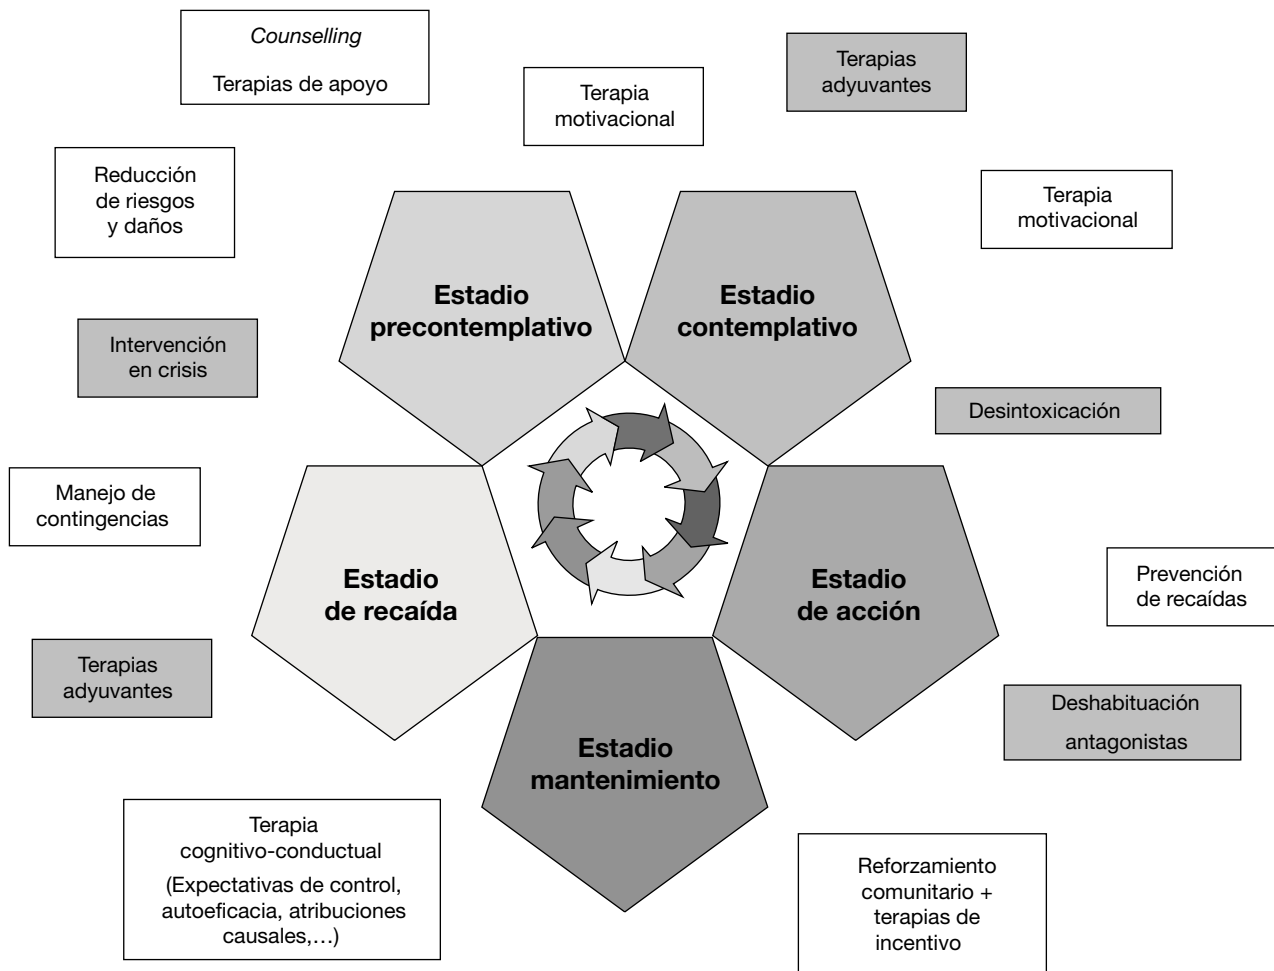 Counselling
Terapias de apoyo
Terapia
motivacional
Terapias
adyuvantes
Reducción
de riesgos
y daños
Terapia
motivacional
Estadio
precontemplativo
Estadio
contemplativo
Intervención
en crisis
Desintoxicación
Manejo de
contingencias
Estadio
de recaída
Estadio
de acción
Prevención
de recaídas
Terapias
adyuvantes
Deshabituación
antagonistas
Estadio
mantenimiento
Terapia
cognitivo-conductual
(Expectativas de control,
autoeficacia, atribuciones
causales,…)
Reforzamiento
comunitario +
terapias de
incentivo